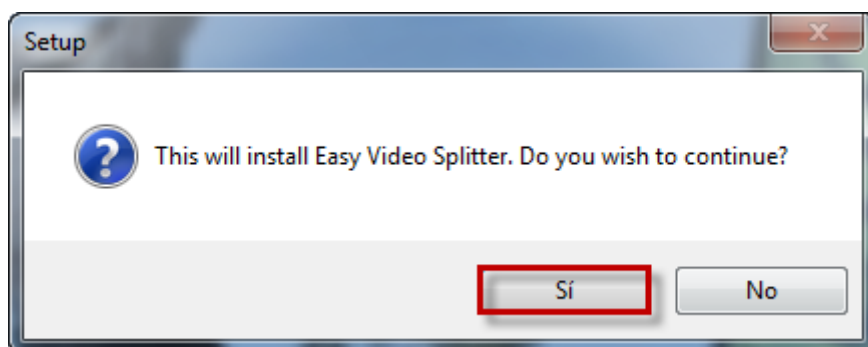 Setup
This will install Easy Video Splitter. Do you wish to continue?
Sí
No